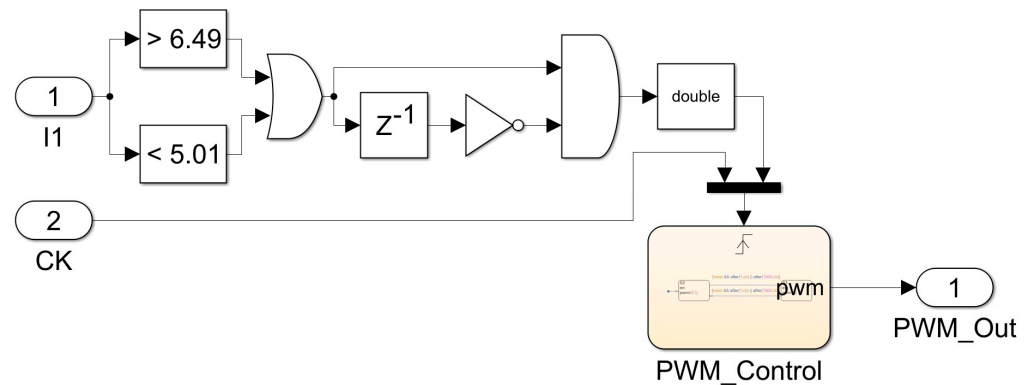 > 6.49
1
I1
< 5.01
Z-1
double
2
CK
pwm
PWM_Control
1
PWM_Out